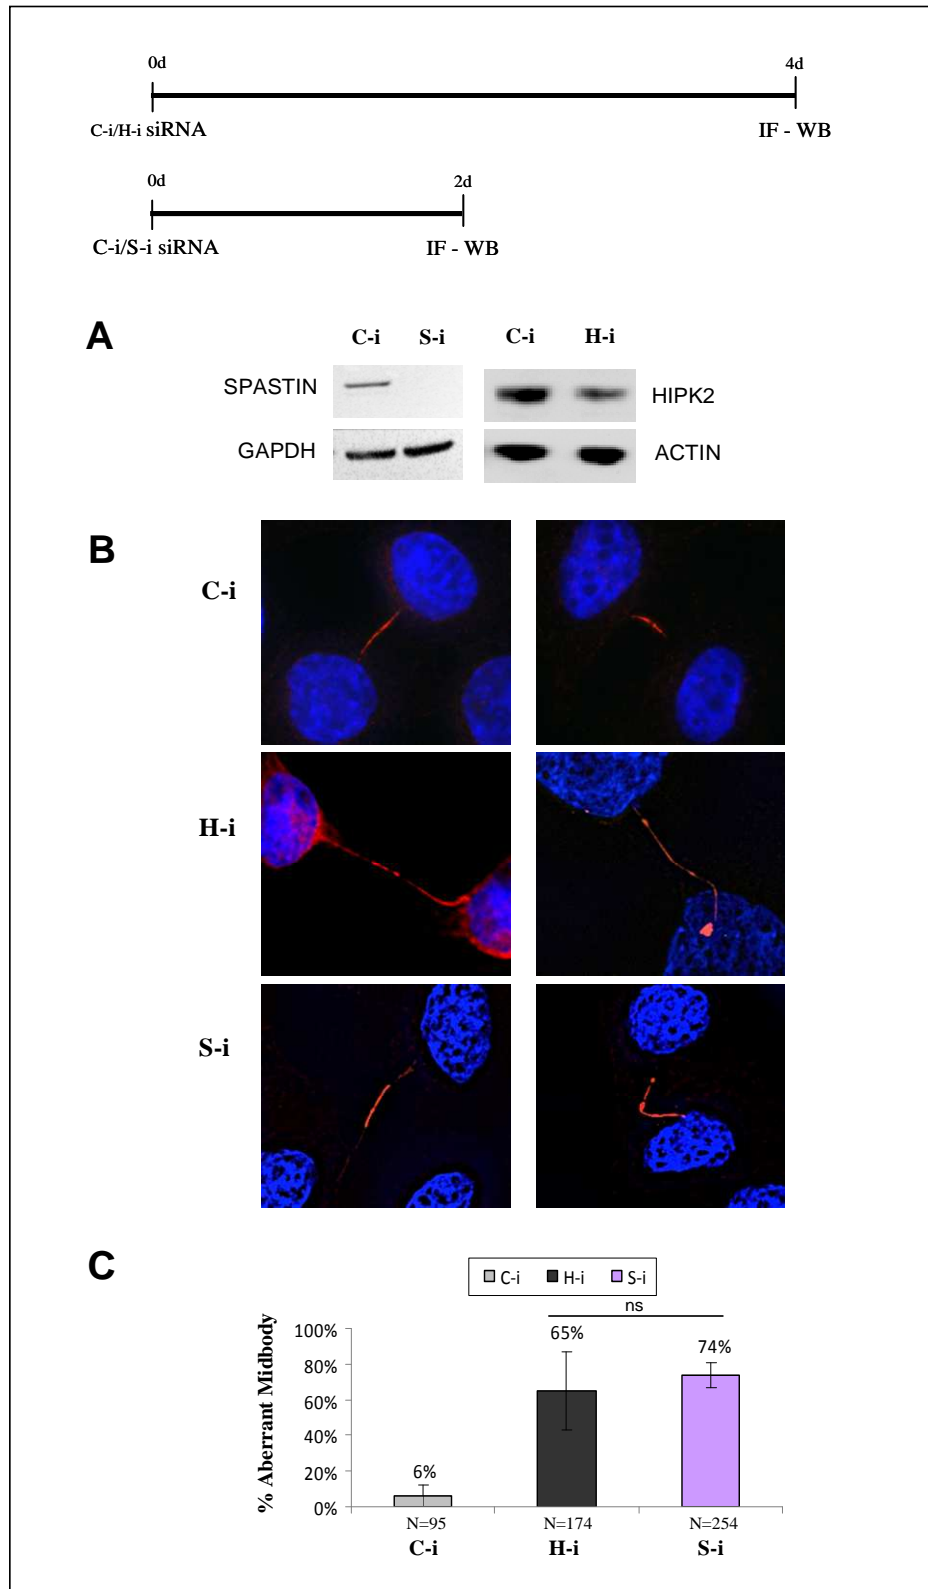 0d 4d
C-i/H-i siRNA IF - WB
0d 2d
C-i/S-i siRNA IF - WB
A
C-i S-i C-i H-i
SPASTIN HIPK2
GAPDH ACTIN
B
C-i
H-i
S-i
C
C-i H-i S-i
ns
100%
80%
60%
40%
20%
0%
% Aberrant Midbody
6% 65% 74%
N=95 N=174 N=254
C-i H-i S-i